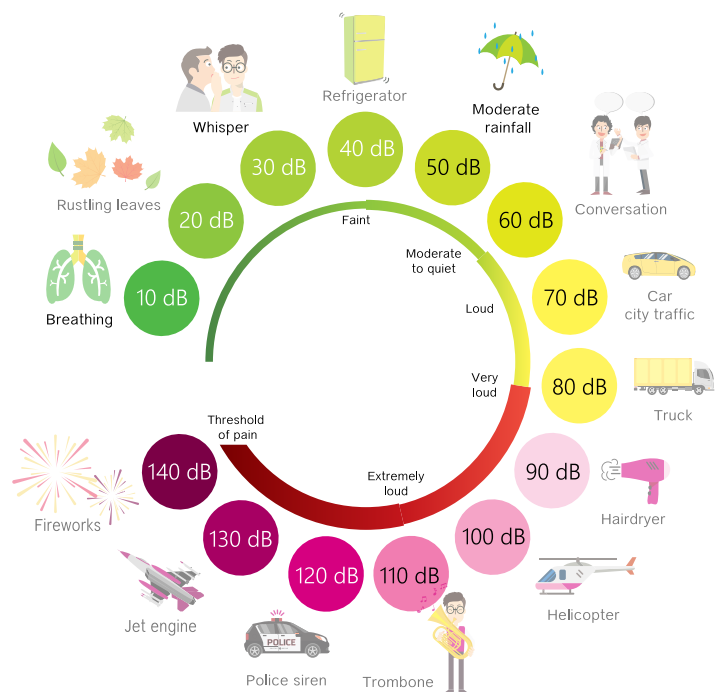 Refrigerator
Moderate
rainfall
Whisper
Rustling leaves
Breathing
Conversation
Car
city traffic
Truck
Hairdryer
Helicopter
Trombone
POLICE
Police siren
Jet engine
Fireworks
10 dB
20 dB
30 dB
40 dB
50 dB
60 dB
70 dB
80 dB
90 dB
100 dB
110 dB
120 dB
130 dB
140 dB
Faint
Moderate
to quiet
Loud
Very
loud
Extremely
loud
Threshold
of pain